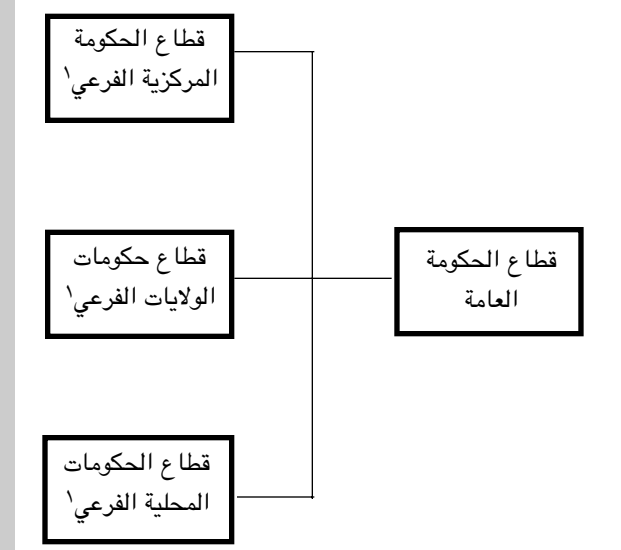 قطاع الحكومة
المركزية الفرعي١
قطاع حكومات
الولايات الفرعي١
قطاع الحكومة
العامة
قطاع الحكومات
المحلية الفرعي١